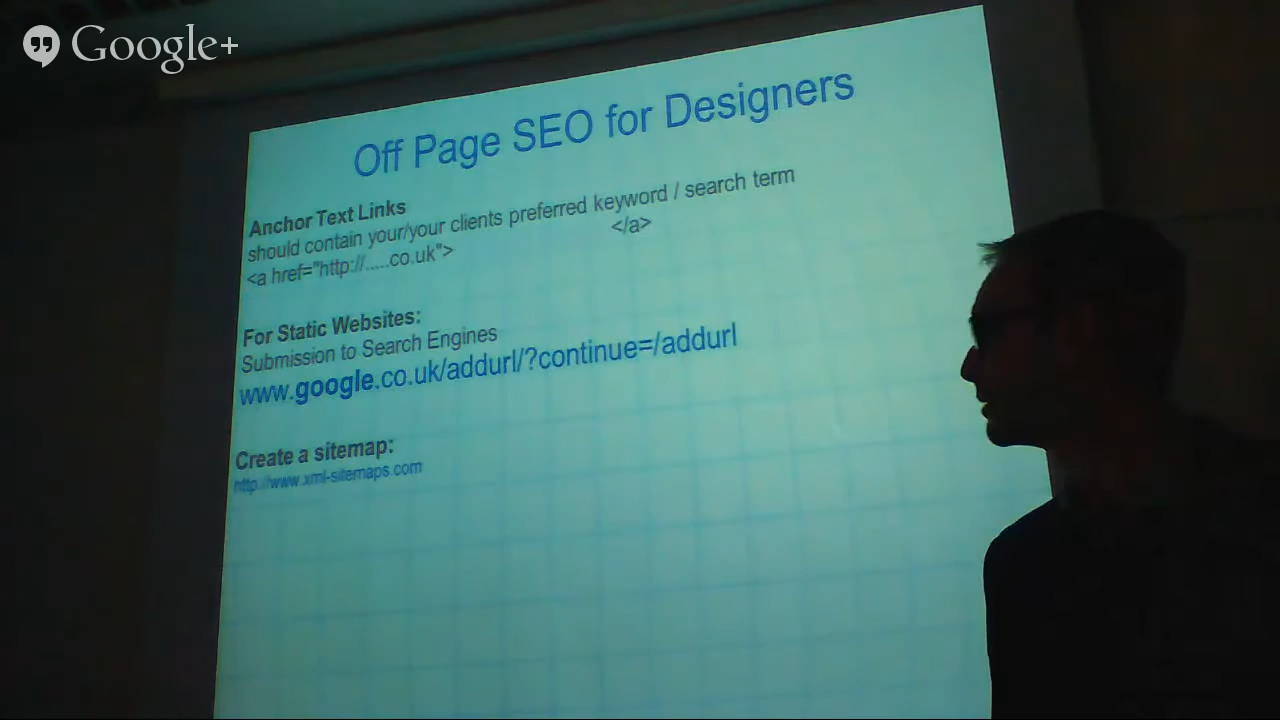 Google+
Off Page SEO for Designers
Anchor Text Links
should contain your/your clients preferred keyword / search term
<a href="http://.....co.uk"> </a>
For Static Websites:
Submission to Search Engines
www.google.co.uk/addurl/?continue=/addurl
Create a sitemap:
http://www.xml-sitemaps.com